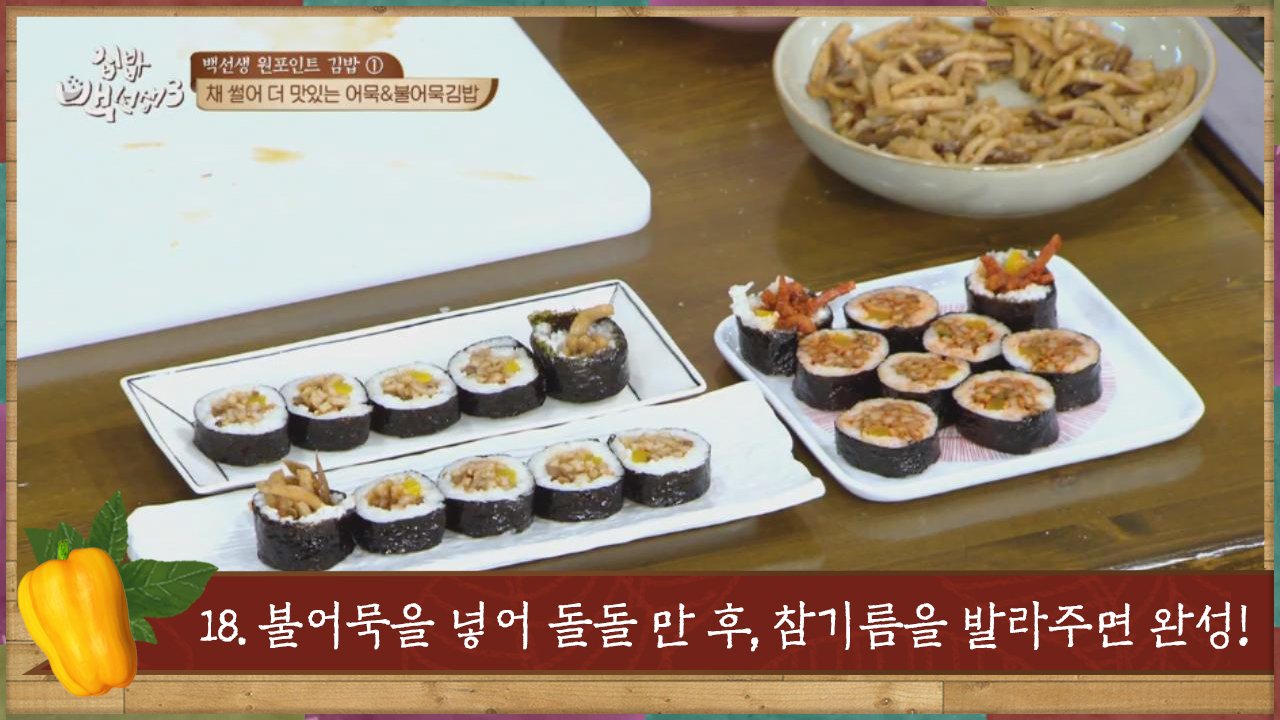 집밥
백선생3
백선생 원포인트 김밥 ①
채 썰어 더 맛있는 어묵&불어묵김밥
18. 불어묵을 넣어 돌돌 만 후, 참기름을 발라주면 완성!